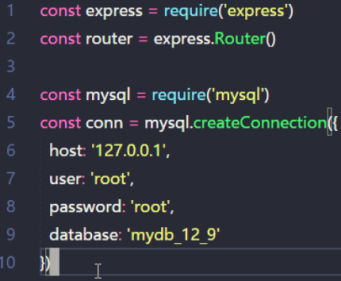 1 const express = require('express')
2 const router = express.Router()
3
4 const mysql = require('mysql')
5 const conn = mysql.createConnection({
6 host: '127.0.0.1',
7 user: 'root',
8 password: 'root',
9 database: 'mydb_12_9'
10 })